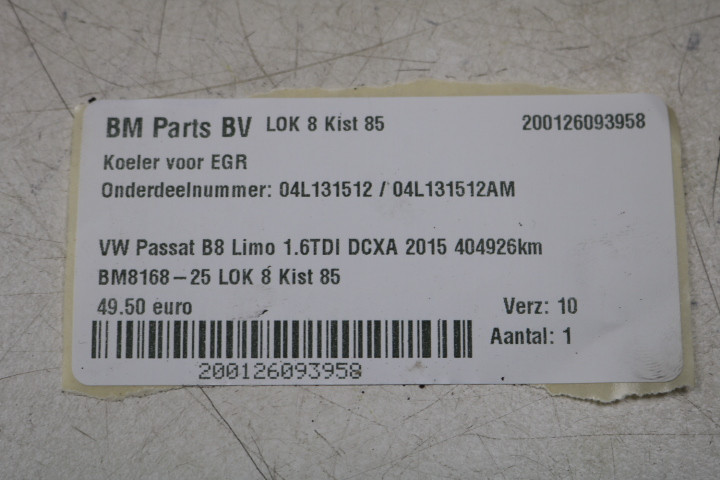 BM Parts BV LOK 8 Kist 85 200126093958
Koeler voor EGR
Onderdeelnummer: 04L131512 / 04L131512AM
VW Passat B8 Limo 1.6TDI DCXA 2015 404926km
BM8168-25 LOK 8 Kist 85
49.50 euro Verz: 10
Aantal: 1
200126093958